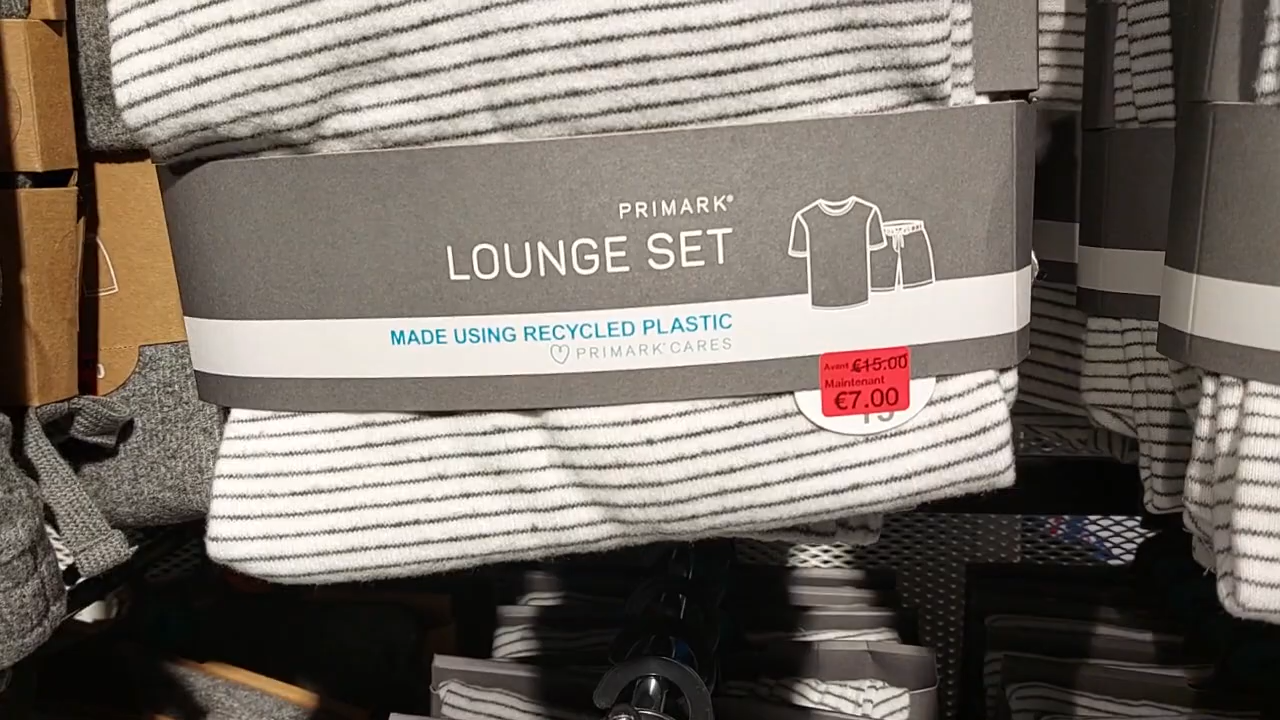 PRIMARK®
LOUNGE SET
MADE USING RECYCLED PLASTIC
PRIMARK® CARES
Avant €15.00
Maintenant
€7.00